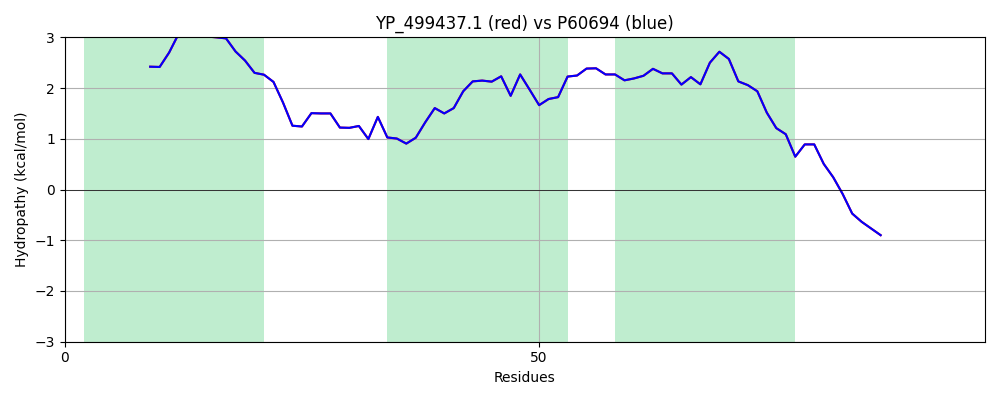 YP_499437.1 (red) vs P60694 (blue)
3
2
1
0
−1
−2
−3
Hydropathy (kcal/mol)
0 50
Residues